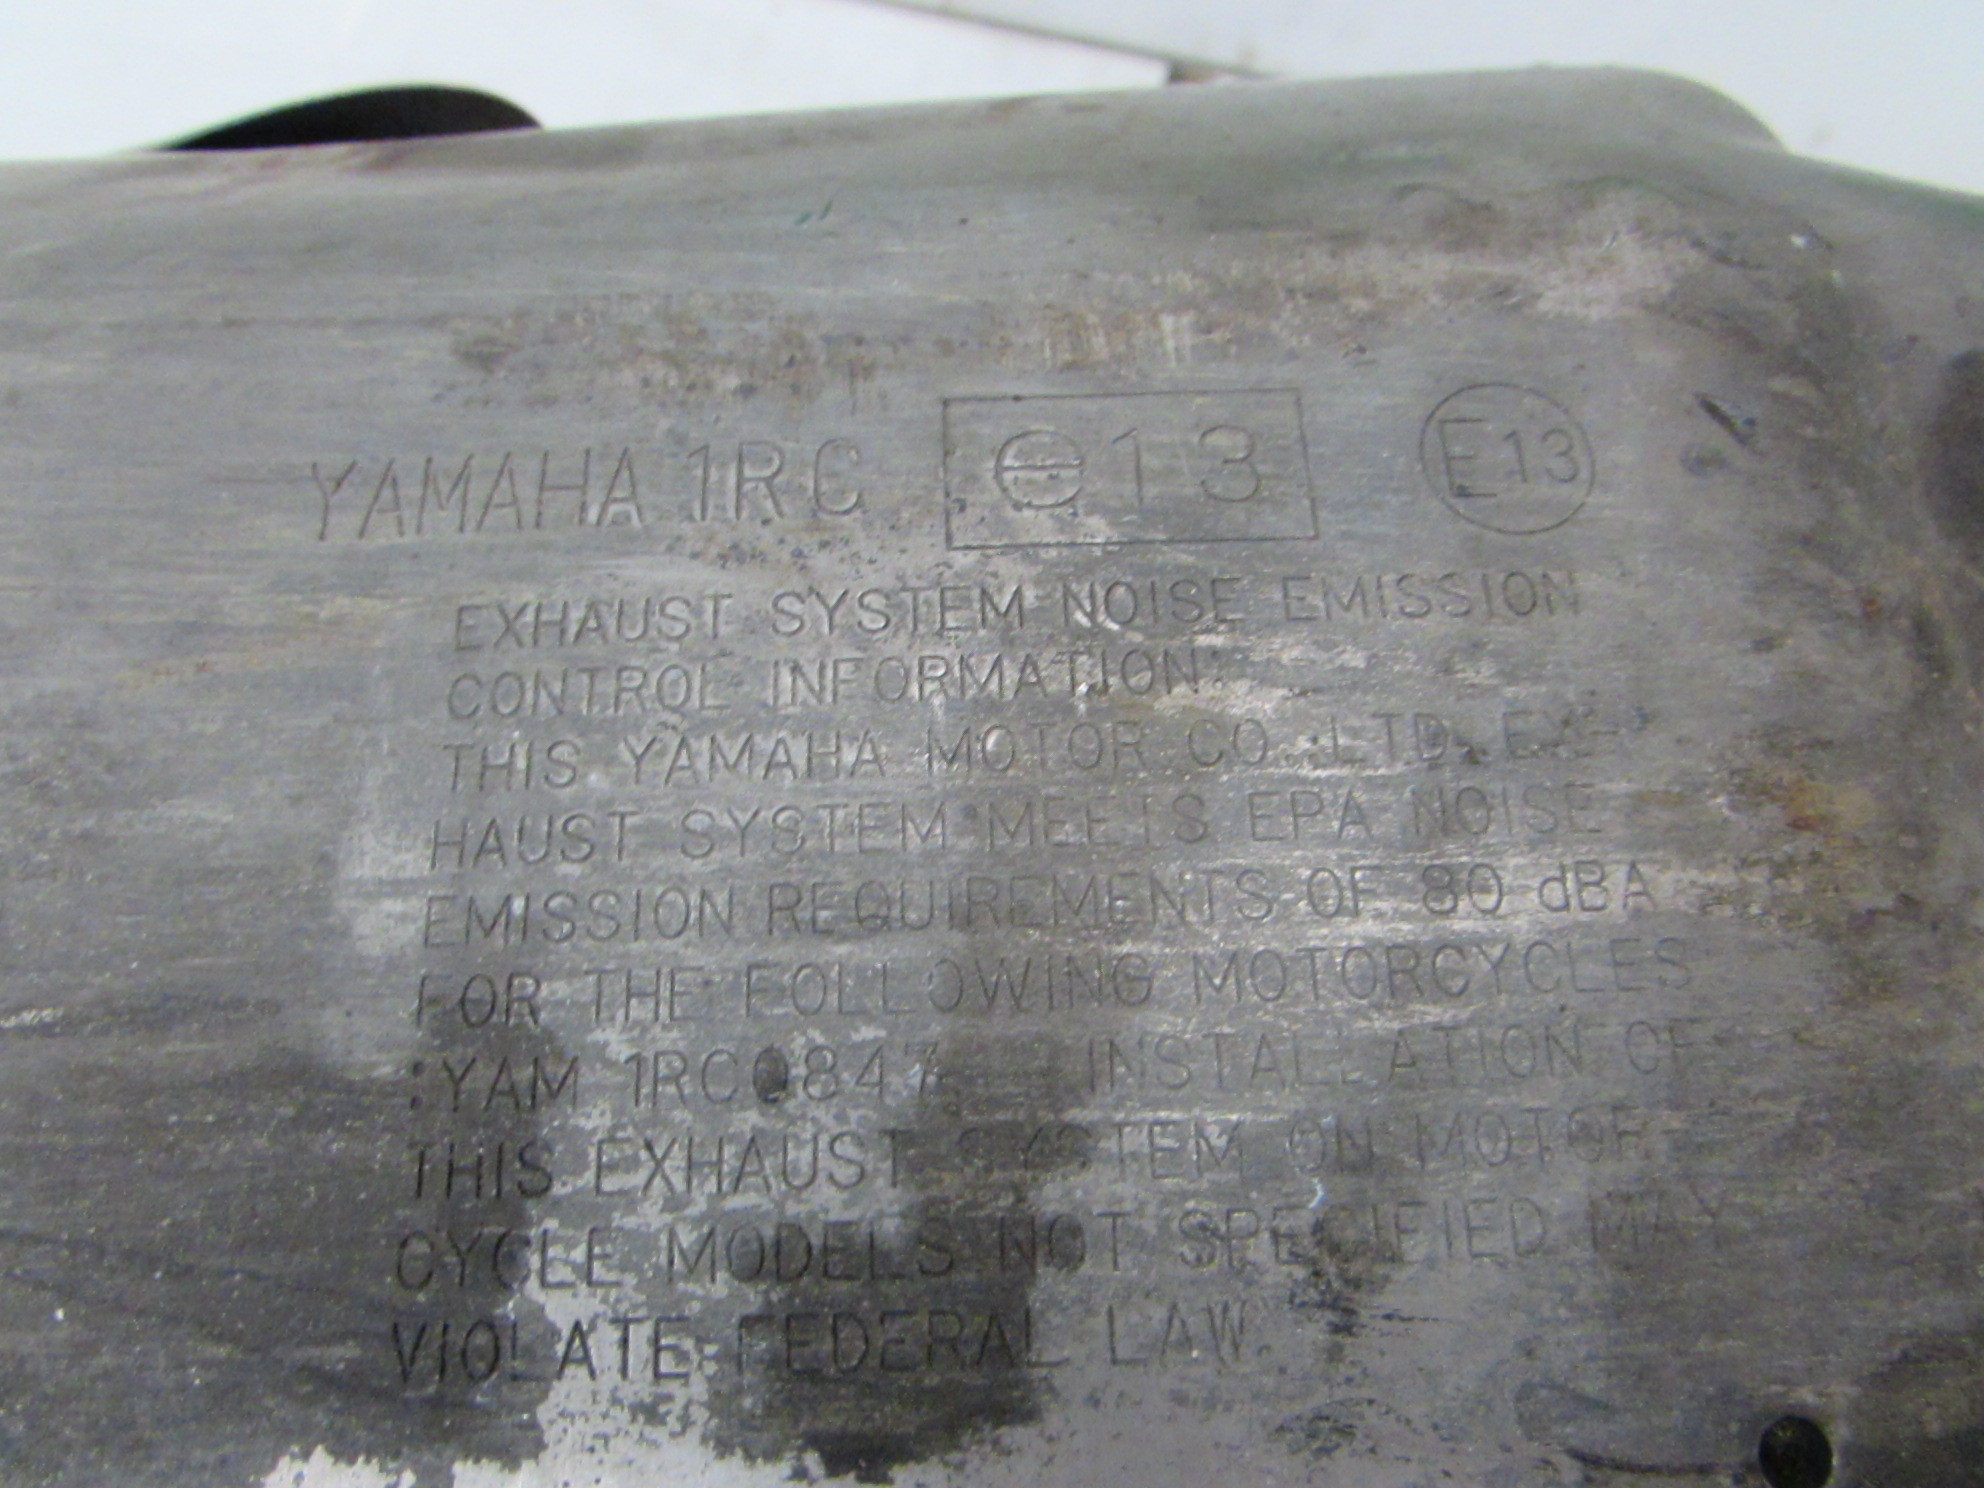 YAMAHA 1RC e13 E13
EXHAUST SYSTEM NOISE EMISSION
CONTROL INFORMATION:
THIS YAMAHA MOTOR CO., LTD. EX-
HAUST SYSTEM MEETS EPA NOISE
EMISSION REQUIREMENTS OF 80 dBA
FOR THE FOLLOWING MOTORCYCLES
:YAM 1RC0847. INSTALLATION OF
THIS EXHAUST SYSTEM ON MOTOR-
CYCLE MODELS NOT SPECIFIED MAY
VIOLATE FEDERAL LAW.